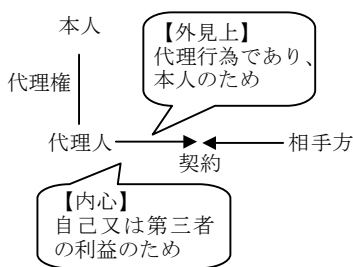 本人
【外見上】
代理行為であり、
本人のため
代理権
代理人
相手方
契約
【内心】
自己又は第三者
の利益のため